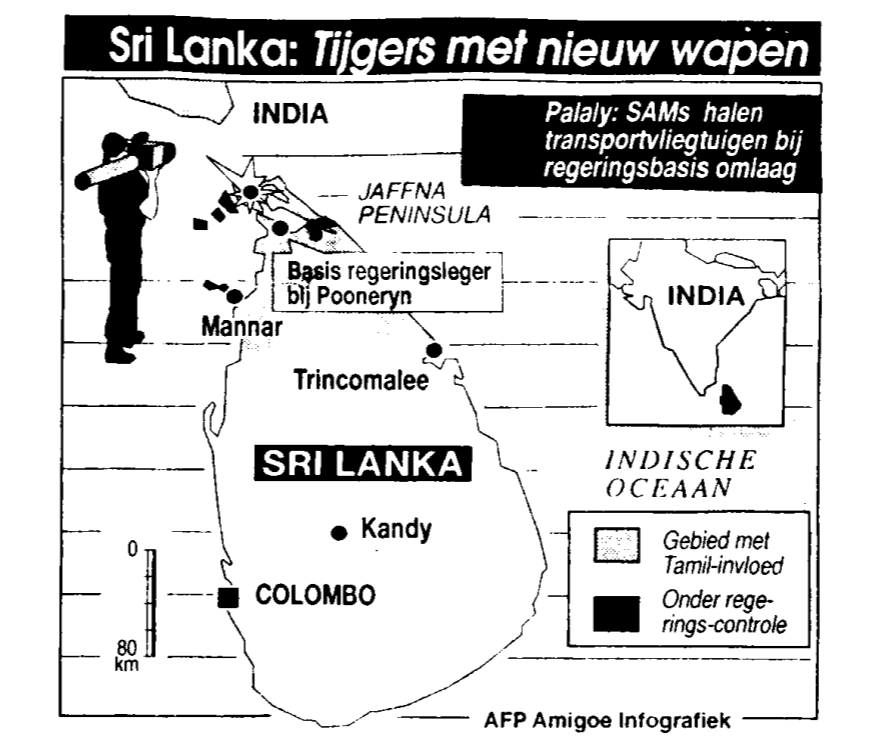 Sri Lanka: Tijgers met nieuw wapen
INDIA
Palaly: SAMs halen
transportvliegtuigen bij
regeringsbasis omlaag
JAFFNA
PENINSULA
Basis regeringsleger
bij Pooneryn
INDIA
Mannar
Trincomalee
SRI LANKA
INDISCHE
OCEAAN
Kandy
Gebied met
Tamil-invloed
0
COLOMBO
Onder rege-
rings-controle
80
km
AFP Amigoe Infografiek